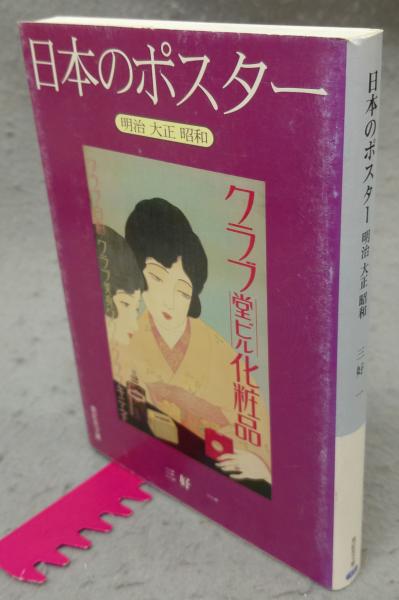 日本のポスター
明治 大正 昭和
クラブ堂ビル化粧品
三好 一
日本のポスター 明治 大正 昭和
三好 一